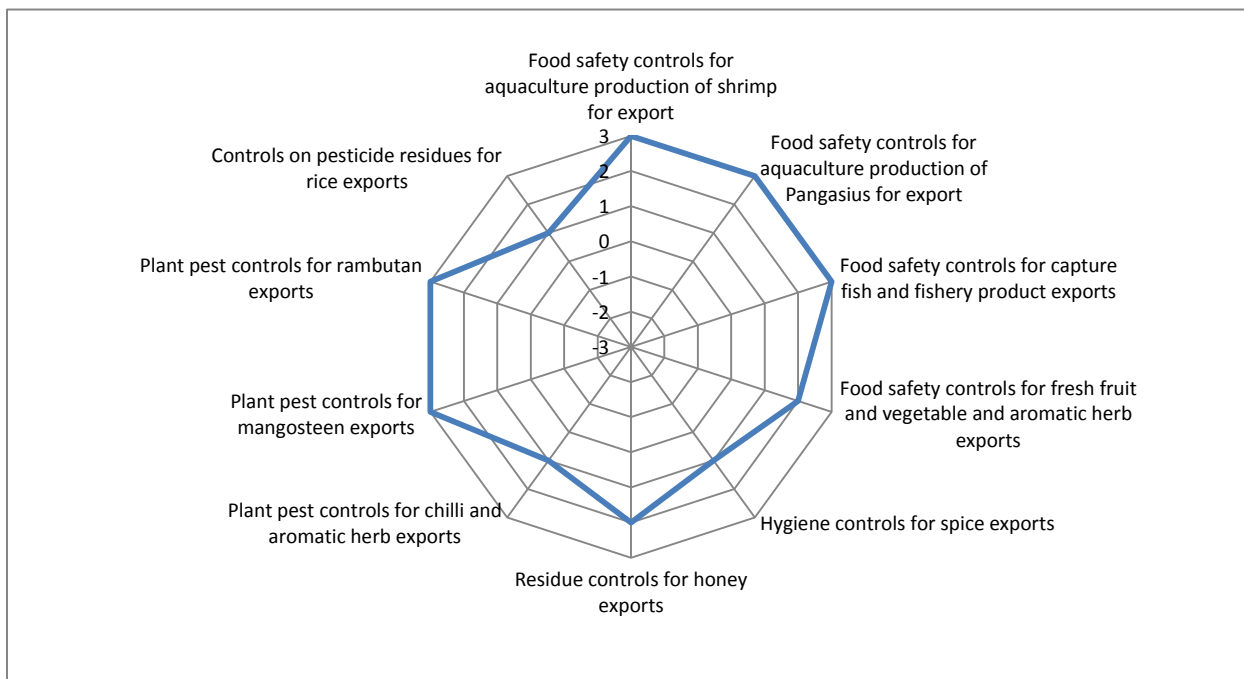 Food safety controls for
aquaculture production of shrimp
for export
Food safety controls for
aquaculture production of
Pangasius for export
Food safety controls for capture
fish and fishery product exports
Food safety controls for fresh fruit
and vegetable and aromatic herb
exports
Hygiene controls for spice exports
Residue controls for honey
exports
Plant pest controls for chilli and
aromatic herb exports
Plant pest controls for
mangosteen exports
Plant pest controls for rambutan
exports
Controls on pesticide residues for
rice exports
3
2
1
0
-1
-2
-3